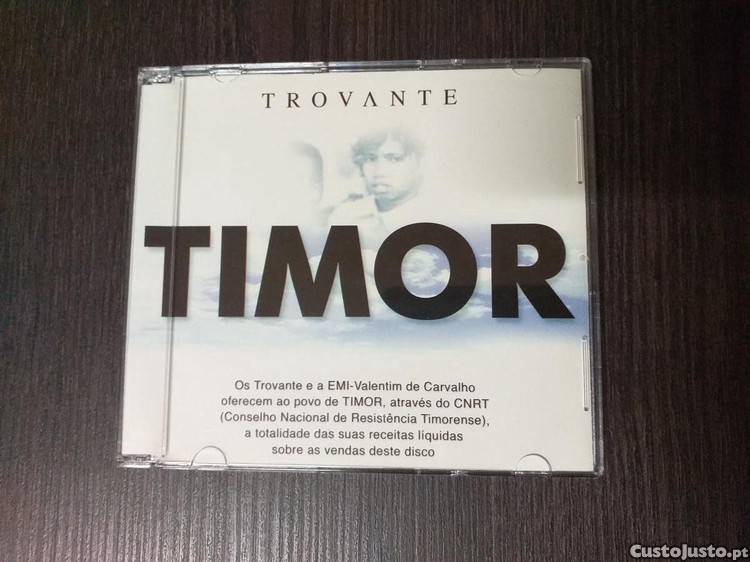 TROVANTE
TIMOR
Os Trovante e a EMI-Valentim de Carvalho
oferecem ao povo de TIMOR, através do CNRT
(Conselho Nacional de Resistência Timorense),
a totalidade das suas receitas líquidas
sobre as vendas deste disco
CustoJusto.pt